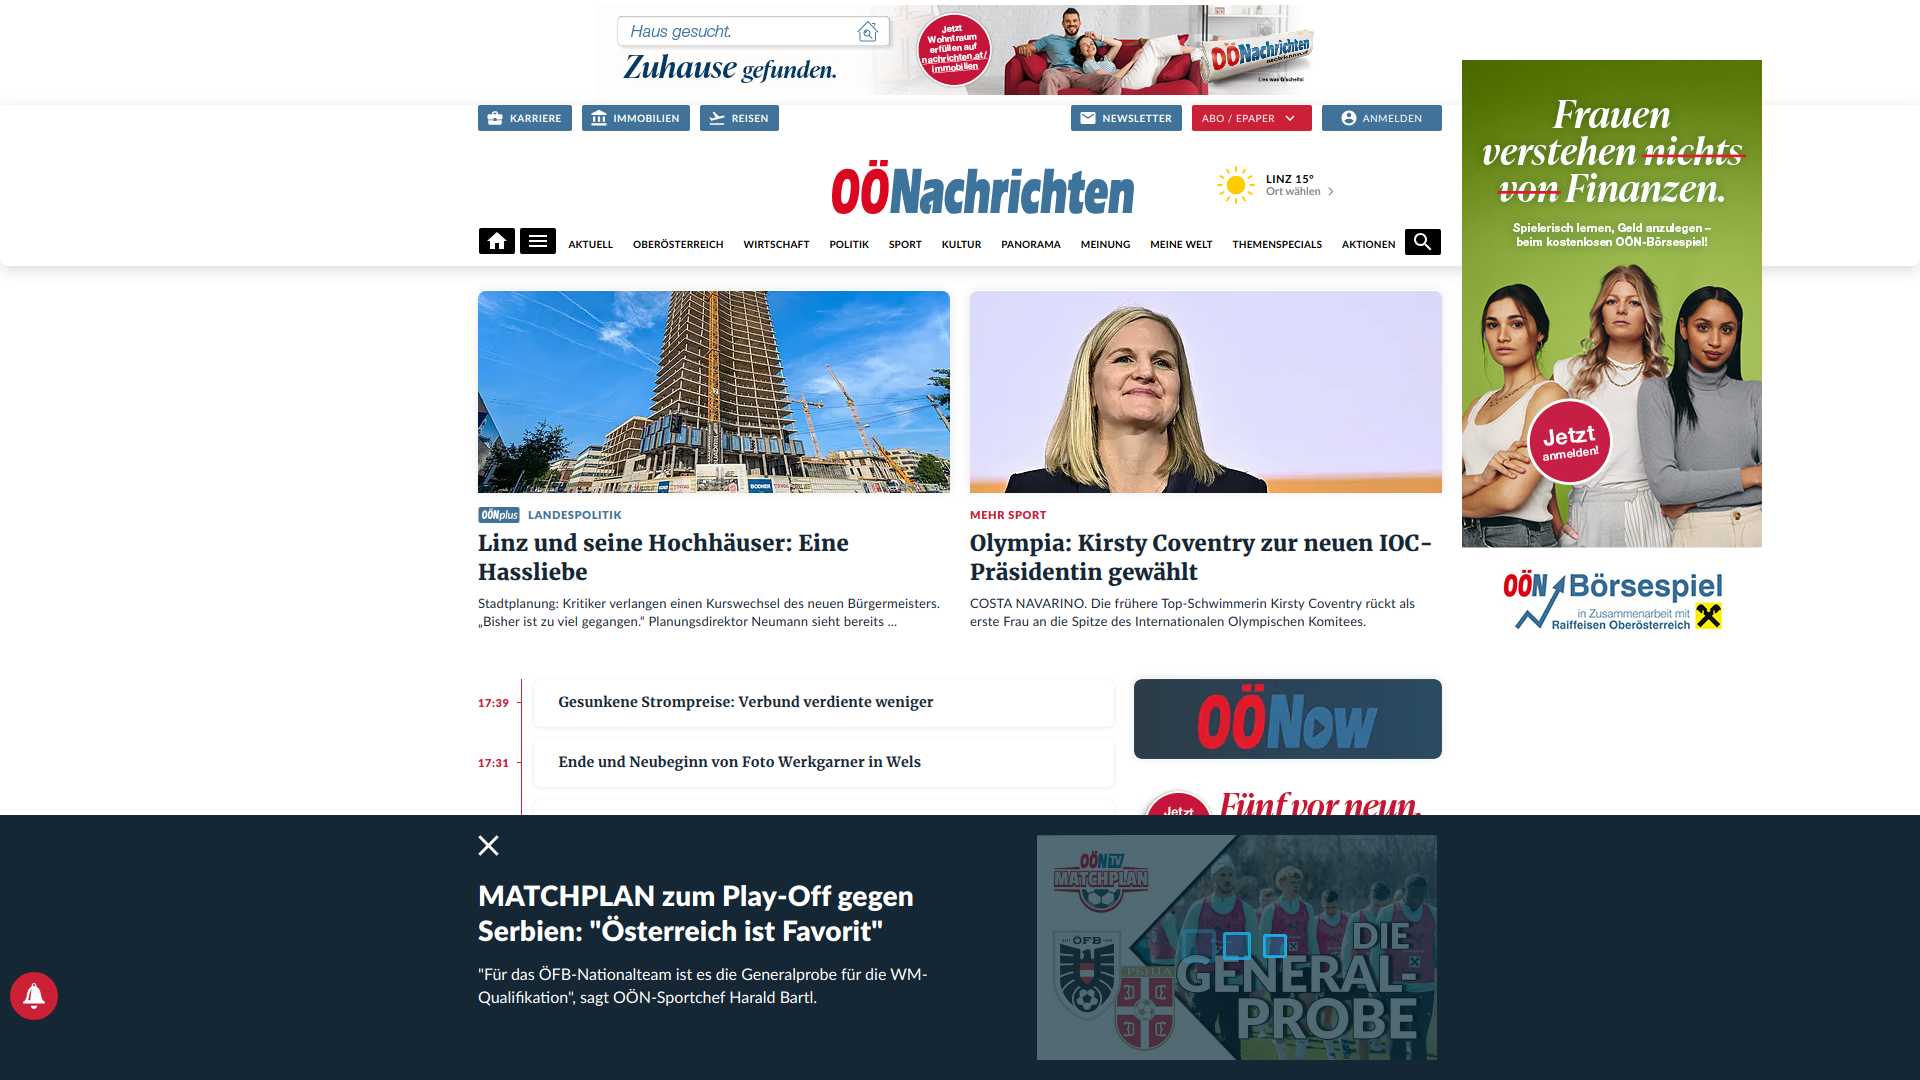 Haus gesucht.
Zuhause gefunden.
Jetzt
Wohntraum
erfüllen auf
nachrichten.at/
immobilien
OÖNachrichten
Lies was G'scheits!
KARRIERE
IMMOBILIEN
REISEN
NEWSLETTER
ABO / EPAPER
ANMELDEN
OÖNachrichten
LINZ 15°
Ort wählen
AKTUELL
OBERÖSTERREICH
WIRTSCHAFT
POLITIK
SPORT
KULTUR
PANORAMA
MEINUNG
MEINE WELT
THEMENSPECIALS
AKTIONEN
Frauen
verstehen nichts
von Finanzen.
Spielerisch lernen, Geld anzulegen –
beim kostenlosen OÖN-Börsespiel!
Jetzt
anmelden!
OÖN Börsespiel
in Zusammenarbeit mit
Raiffeisen Oberösterreich
OÖNplus LANDESPOLITIK
Linz und seine Hochhäuser: Eine
Hassliebe
Stadtplanung: Kritiker verlangen einen Kurswechsel des neuen Bürgermeisters.
„Bisher ist zu viel gegangen.“ Planungsdirektor Neumann sieht bereits ...
MEHR SPORT
Olympia: Kirsty Coventry zur neuen IOC-
Präsidentin gewählt
COSTA NAVARINO. Die frühere Top-Schwimmerin Kirsty Coventry rückt als
erste Frau an die Spitze des Internationalen Olympischen Komitees.
17:39 Gesunkene Strompreise: Verbund verdiente weniger
17:31 Ende und Neubeginn von Foto Werkgarner in Wels
OÖNow
Jetzt
Fünf vor neun.
MATCHPLAN zum Play-Off gegen
Serbien: "Österreich ist Favorit"
"Für das ÖFB-Nationalteam ist es die Generalprobe für die WM-
Qualifikation", sagt OÖN-Sportchef Harald Bartl.
OÖN TV
MATCHPLAN
ÖFB
DIE
GENERAL-
PROBE